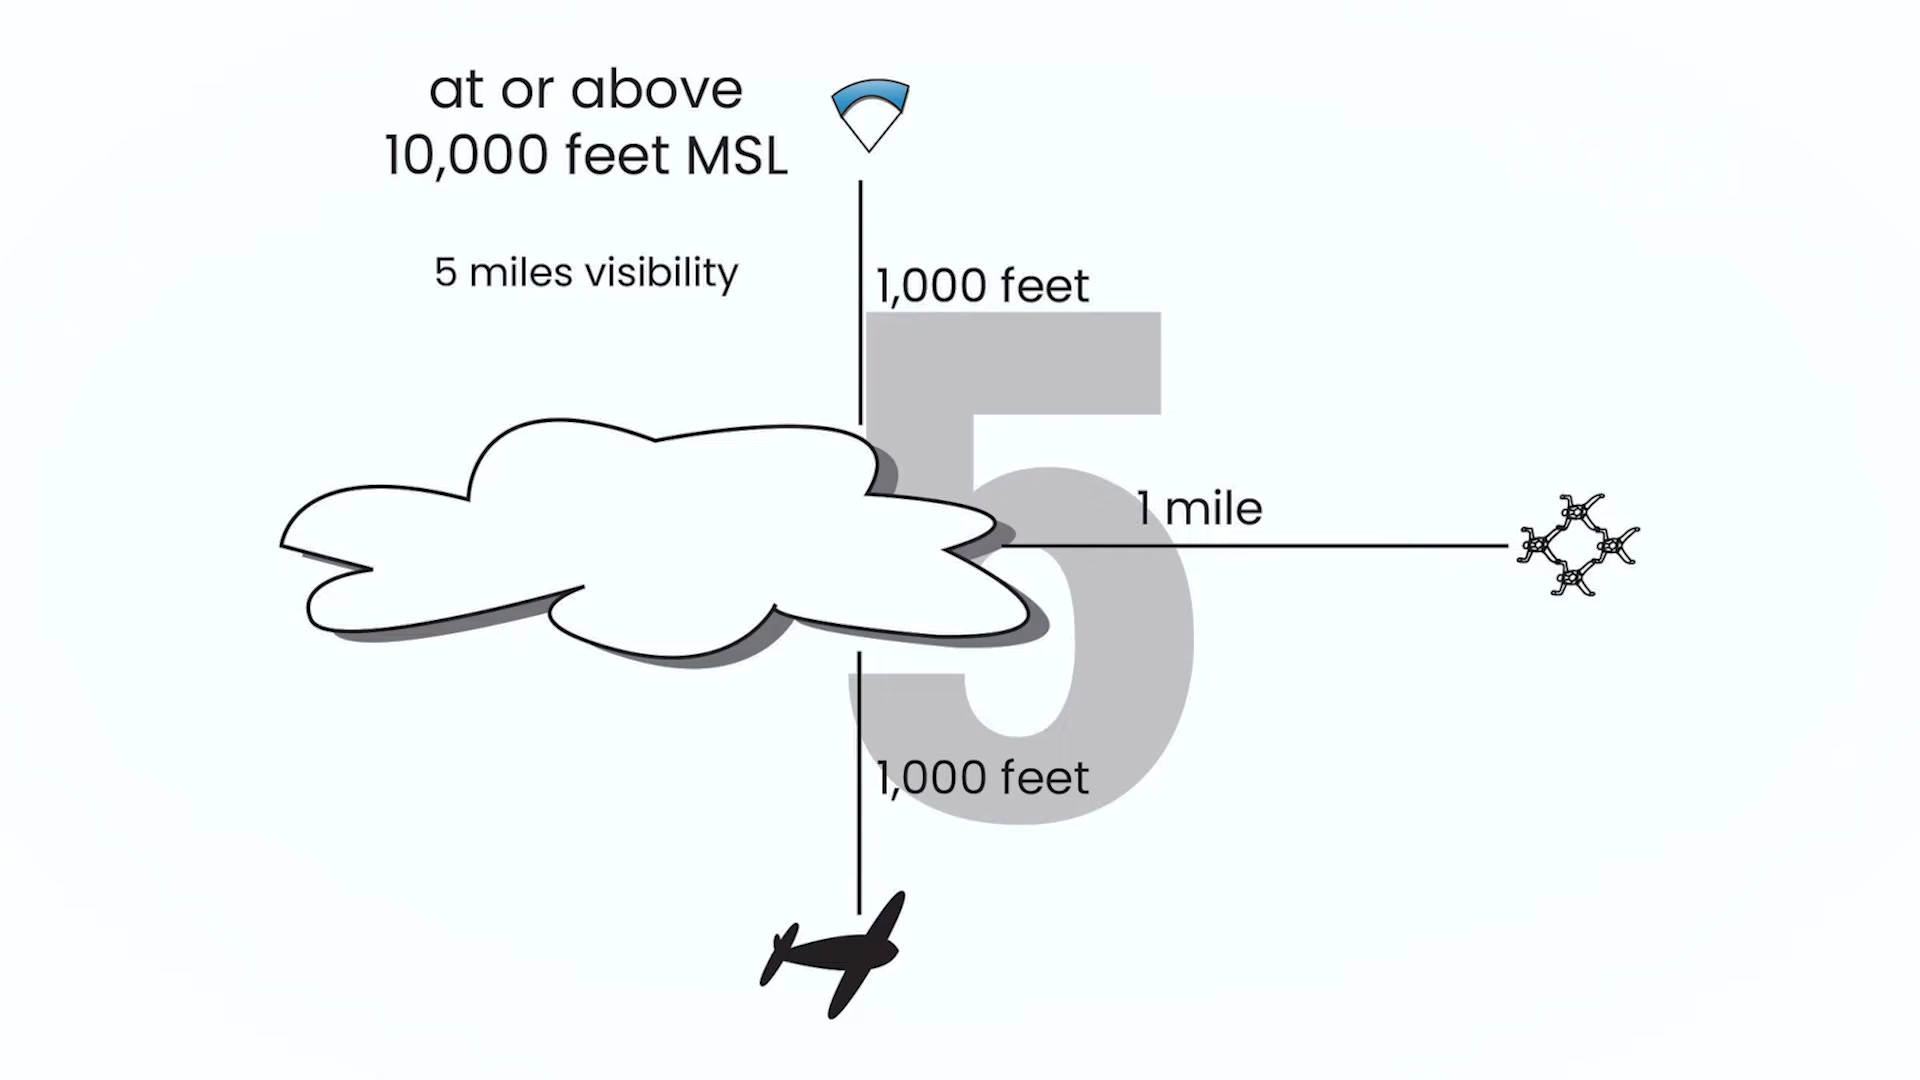 at or above
10,000 feet MSL
5 miles visibility
1,000 feet
5
1 mile
1,000 feet